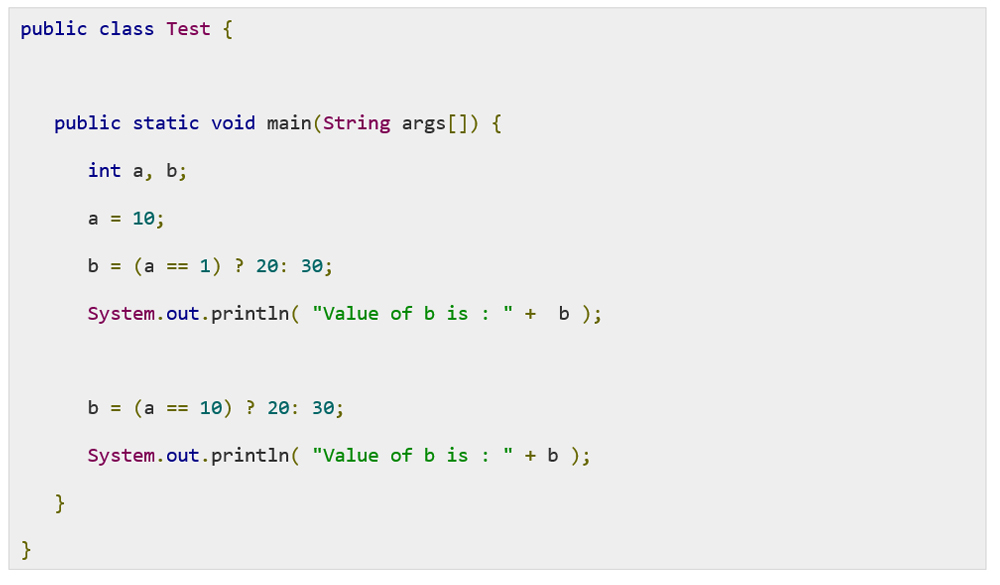 public class Test {
public static void main(String args[]) {
int a, b;
a = 10;
b = (a == 1) ? 20: 30;
System.out.println( "Value of b is : " +  b );
b = (a == 10) ? 20: 30;
System.out.println( "Value of b is : " + b );
}
}